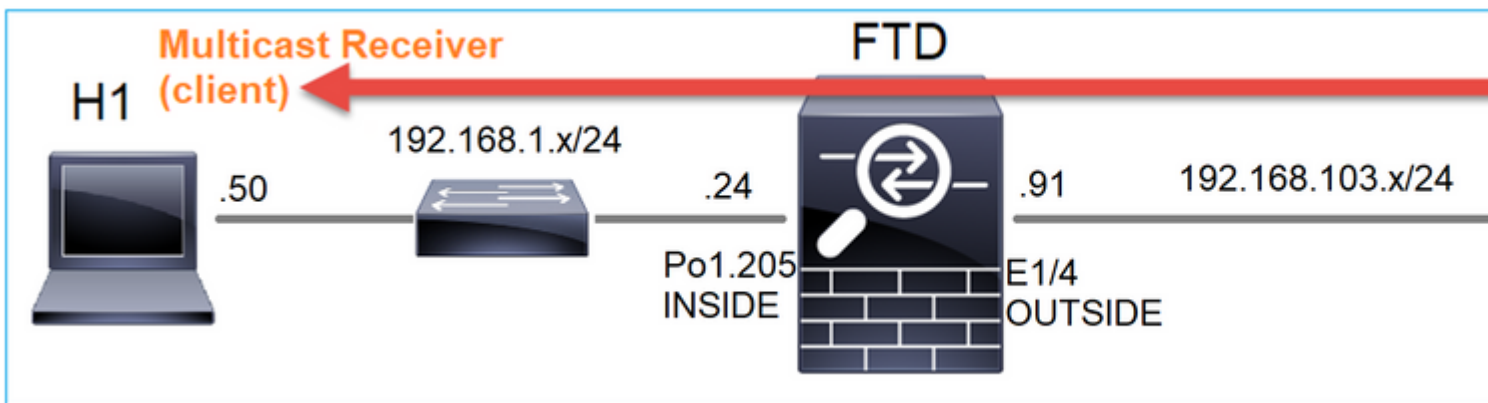 Multicast Receiver
(client)
FTD
H1
192.168.1.x/24
.50
.24
.91
192.168.103.x/24
Po1.205
INSIDE
E1/4
OUTSIDE